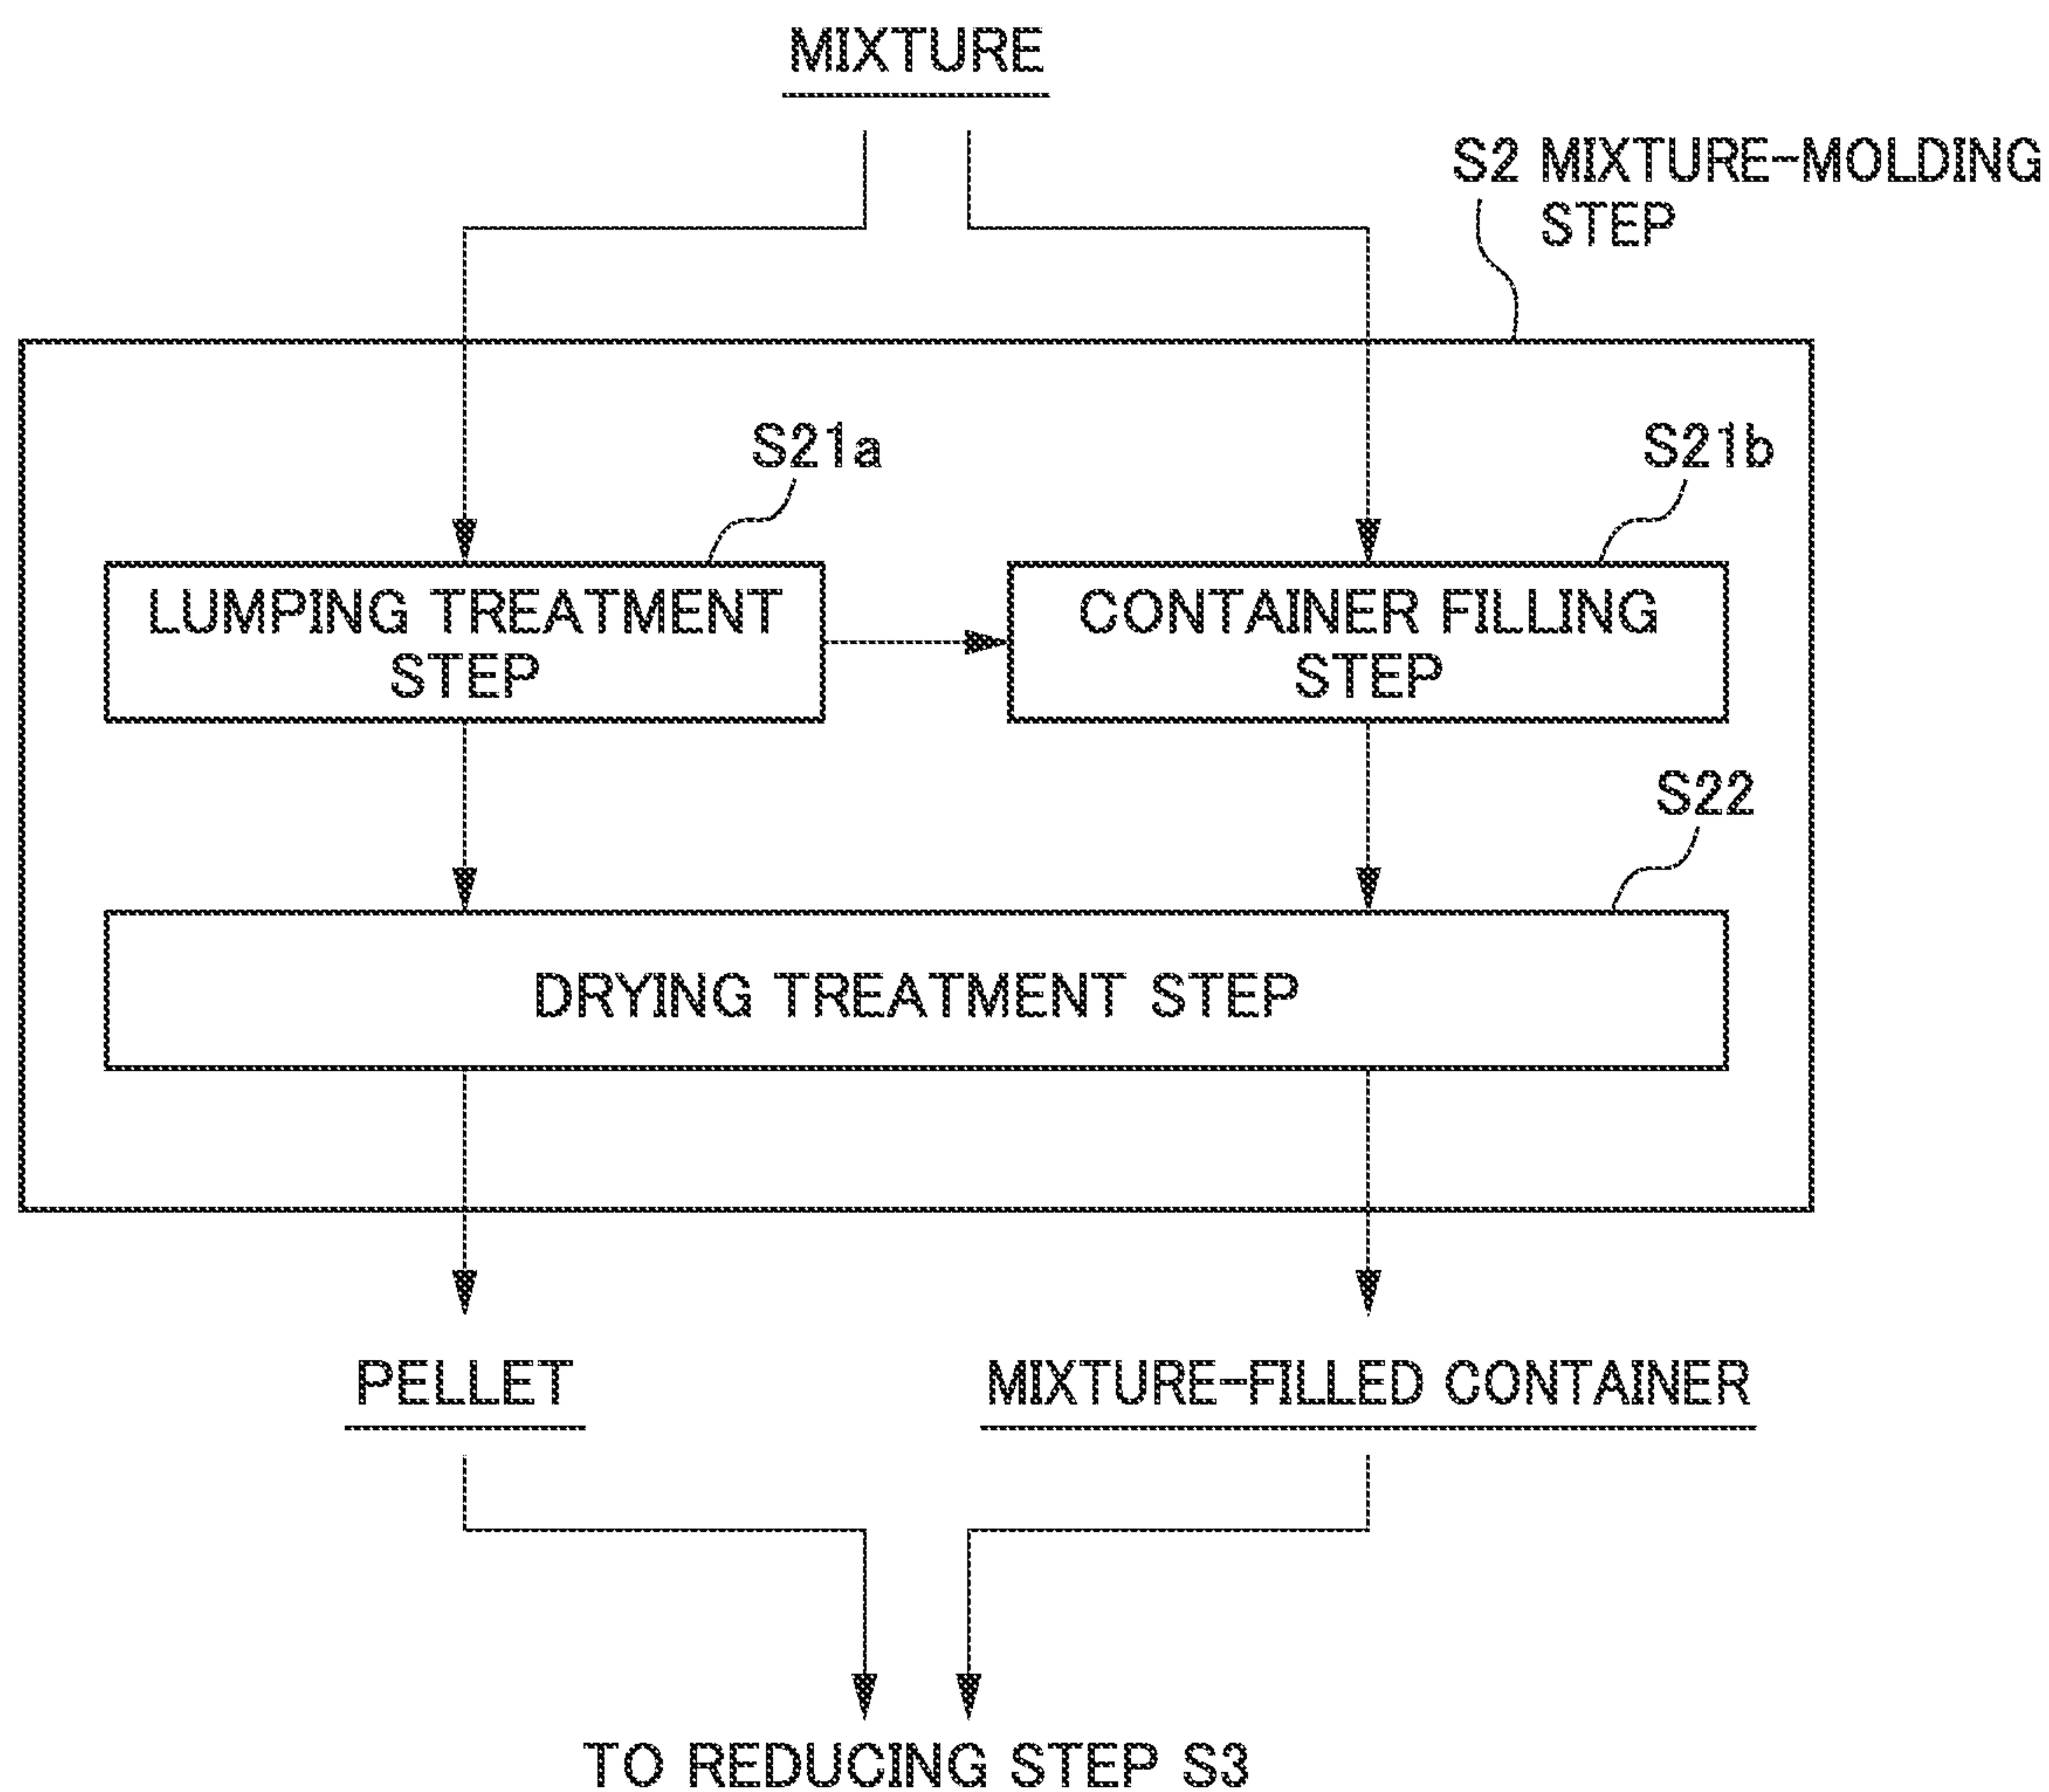 MIXTURE
S2 MIXTURE-MOLDING
STEP
S21a
S21b
LUMPING TREATMENT
STEP
CONTAINER FILLING
STEP
S22
DRYING TREATMENT STEP
PELLET
MIXTURE-FILLED CONTAINER
TO REDUCING STEP S3